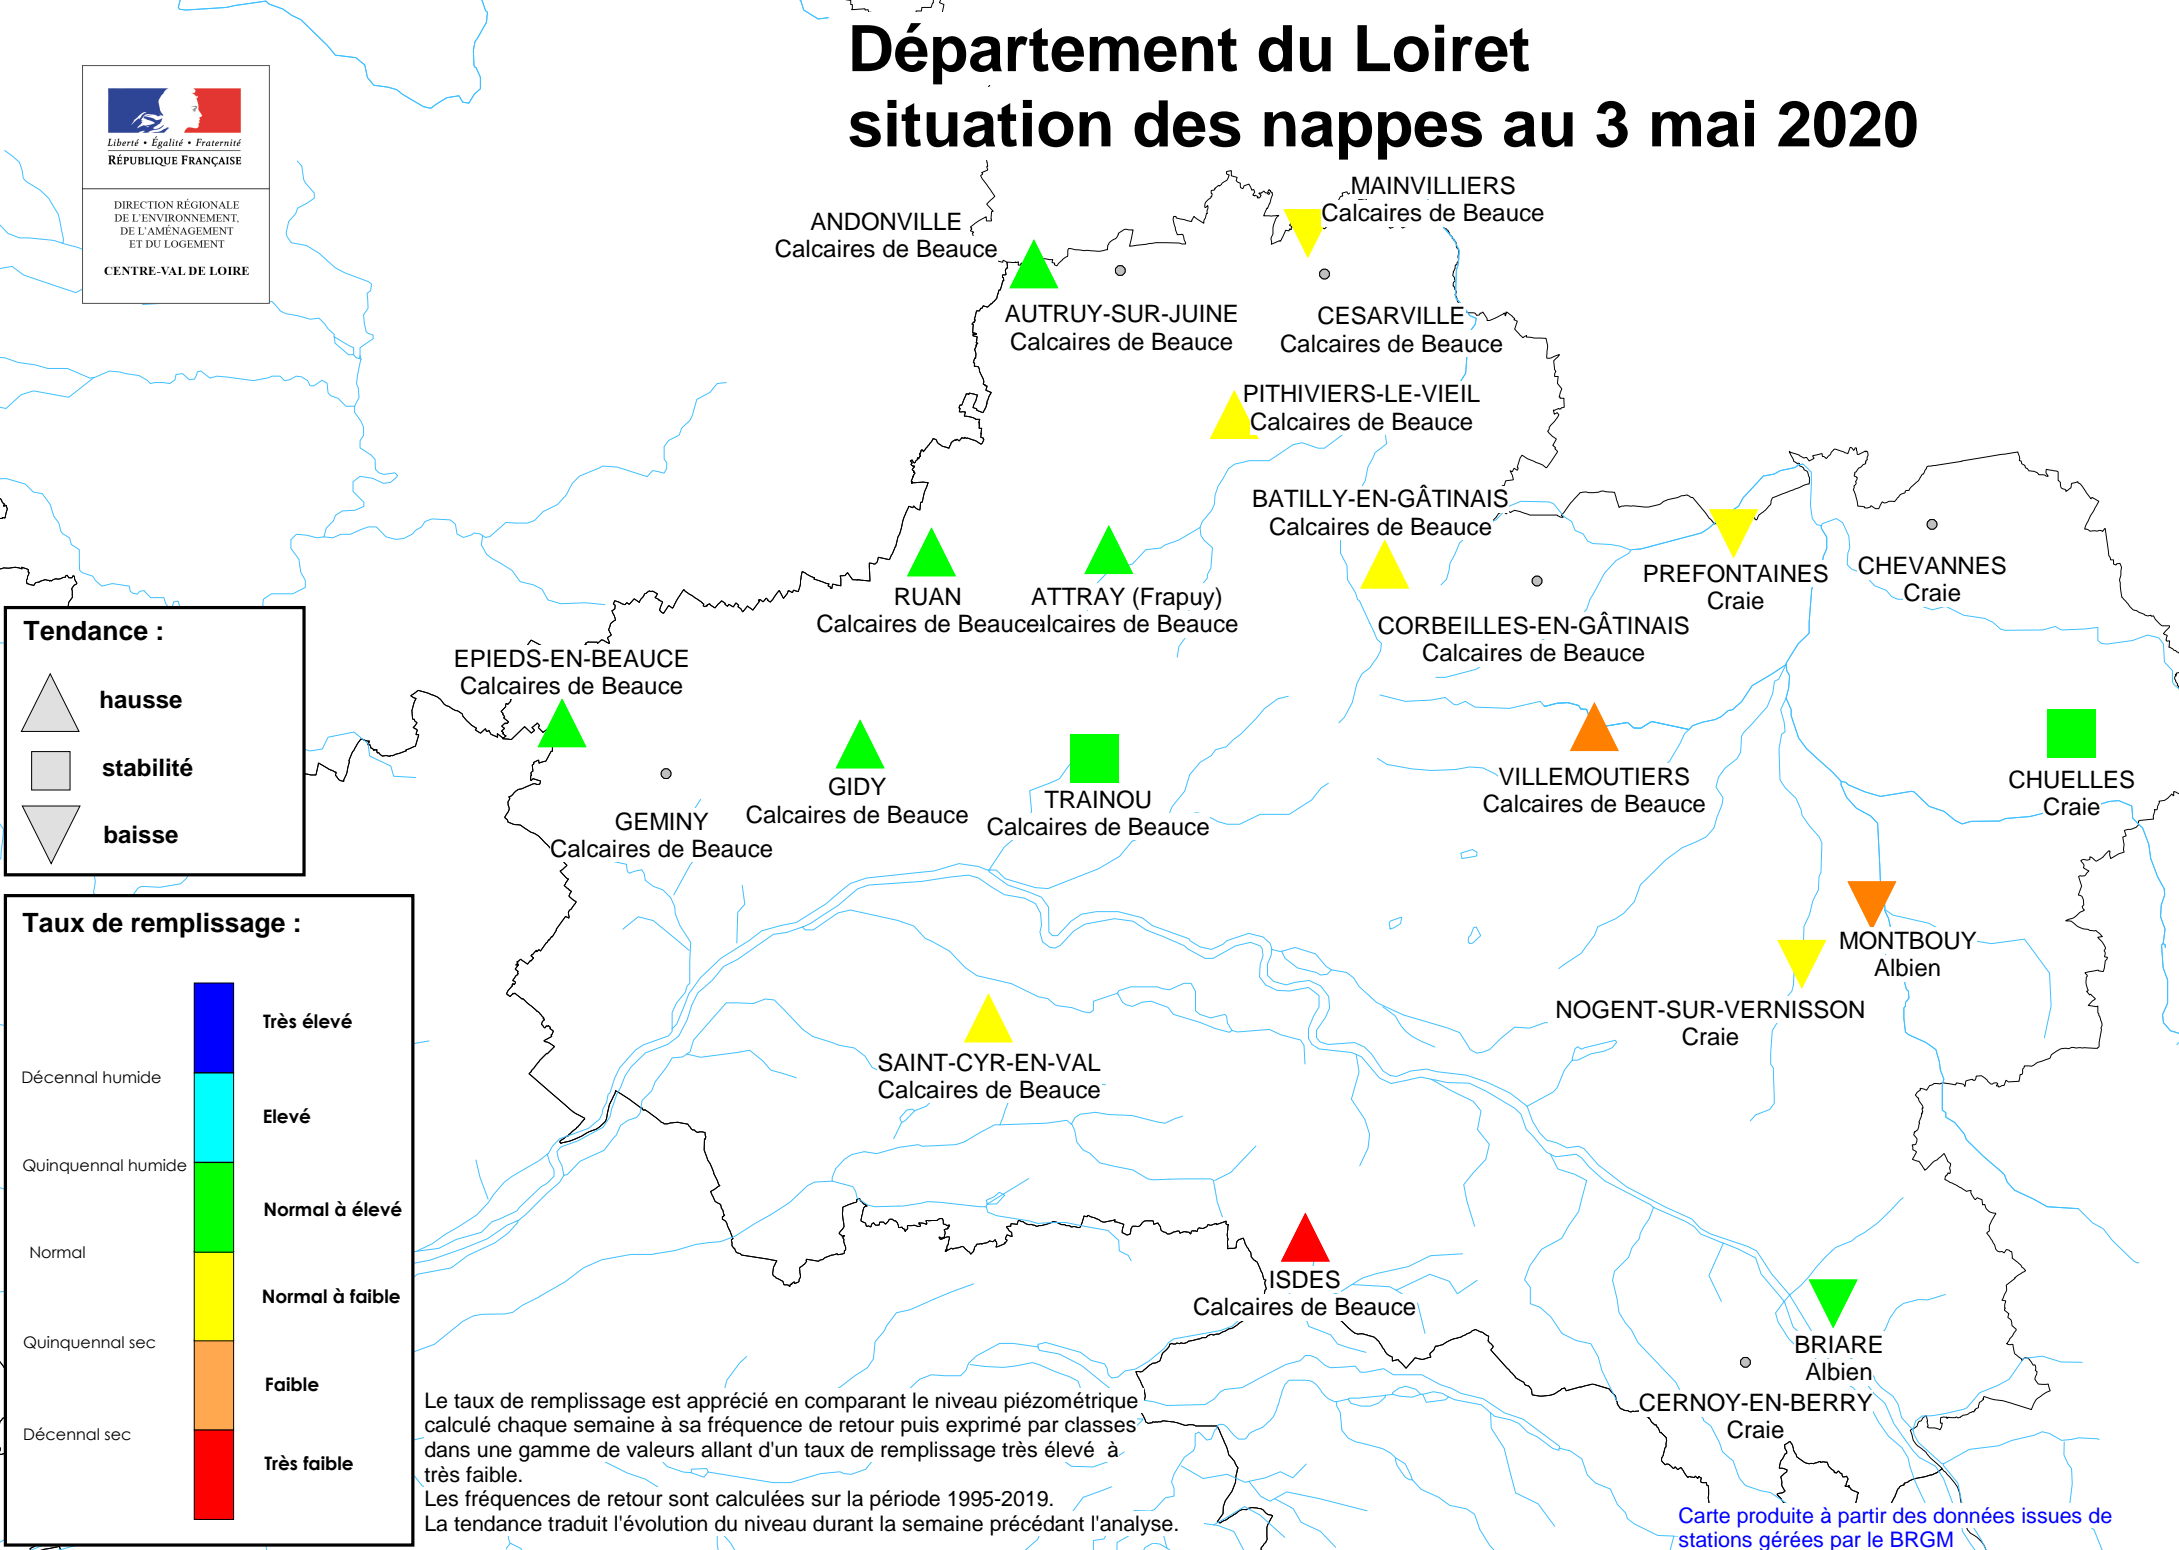 Département du Loiret
situation des nappes au 3 mai 2020
Liberté • Égalité • Fraternité
RÉPUBLIQUE FRANÇAISE
DIRECTION RÉGIONALE
DE L'ENVIRONNEMENT,
DE L'AMÉNAGEMENT
ET DU LOGEMENT
CENTRE-VAL DE LOIRE
MAINVILLIERS
Calcaires de Beauce
ANDONVILLE
Calcaires de Beauce
AUTRUY-SUR-JUINE
Calcaires de Beauce
CESARVILLE
Calcaires de Beauce
PITHIVIERS-LE-VIEIL
Calcaires de Beauce
BATILLY-EN-GÂTINAIS
Calcaires de Beauce
PREFONTAINES
Craie
CHEVANNES
Craie
RUAN
Calcaires de Beauce
ATTRAY (Frapuy)
alcaires de Beauce
CORBEILLES-EN-GÂTINAIS
Calcaires de Beauce
EPIEDS-EN-BEAUCE
Calcaires de Beauce
GIDY
Calcaires de Beauce
TRAINOU
Calcaires de Beauce
VILLEMOUTIERS
Calcaires de Beauce
CHUELLES
Craie
GEMINY
Calcaires de Beauce
MONTBOUY
Albien
NOGENT-SUR-VERNISSON
Craie
SAINT-CYR-EN-VAL
Calcaires de Beauce
ISDES
Calcaires de Beauce
BRIARE
Albien
CERNOY-EN-BERRY
Craie
Tendance :
hausse
stabilité
baisse
Taux de remplissage :
Très élevé
Décennal humide
Elevé
Quinquennal humide
Normal à élevé
Normal
Normal à faible
Quinquennal sec
Faible
Décennal sec
Très faible
Le taux de remplissage est apprécié en comparant le niveau piézométrique
calculé chaque semaine à sa fréquence de retour puis exprimé par classes
dans une gamme de valeurs allant d'un taux de remplissage très élevé à
très faible.
Les fréquences de retour sont calculées sur la période 1995-2019.
La tendance traduit l'évolution du niveau durant la semaine précédant l'analyse.
Carte produite à partir des données issues de
stations gérées par le BRGM